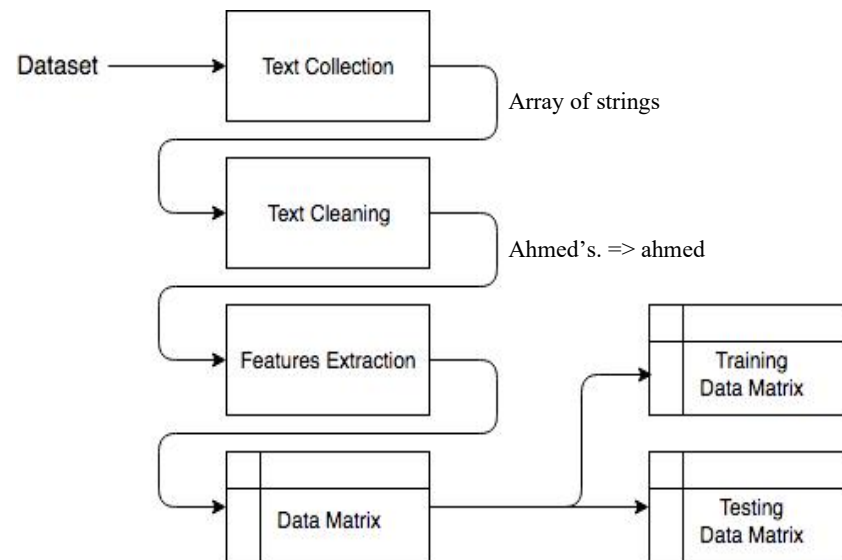 Dataset
Text Collection
Array of strings
Text Cleaning
Ahmed’s. => ahmed
Features Extraction
Training
Data Matrix
Data Matrix
Testing
Data Matrix